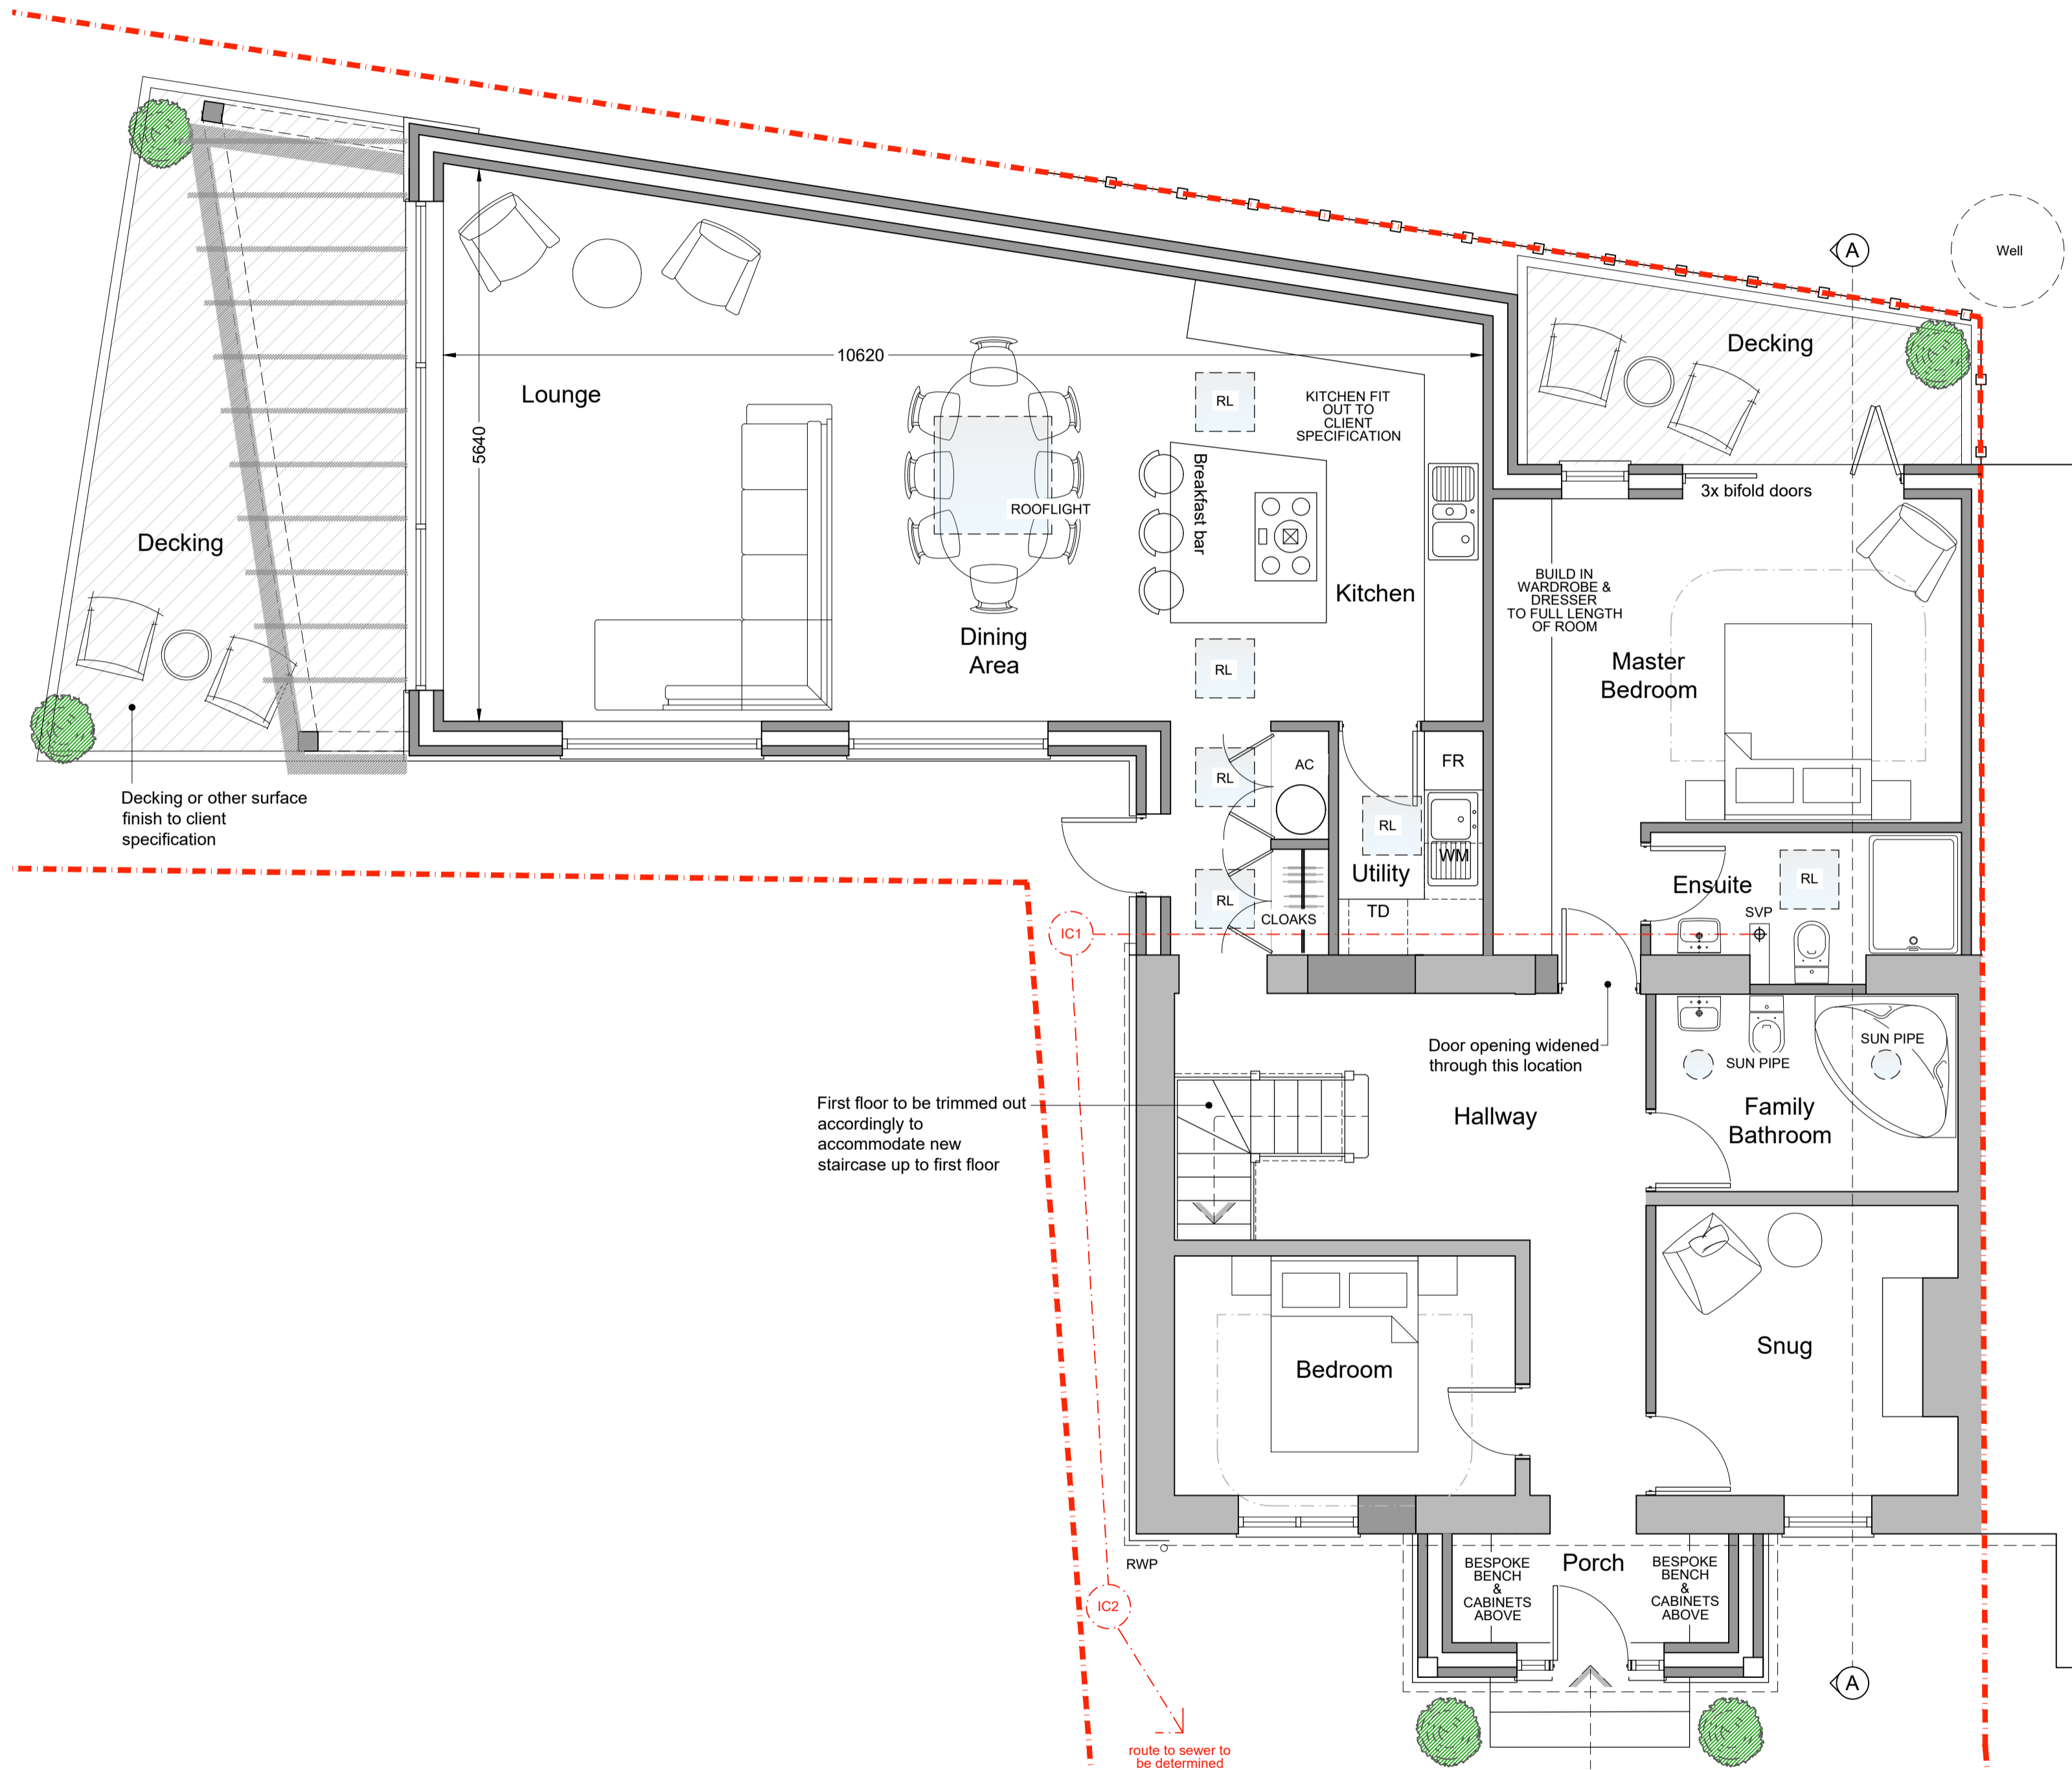 Well
A
Decking
10620
Lounge
RL
KITCHEN FIT
OUT TO
CLIENT
SPECIFICATION
5640
Breakfast bar
ROOFLIGHT
3x bifold doors
Decking
BUILD IN
WARDROBE &
DRESSER
TO FULL LENGTH
OF ROOM
Kitchen
Dining
Area
RL
Master
Bedroom
Decking or other surface
finish to client
specification
RL
AC
FR
RL
WM
Utility
RL
CLOAKS
TD
Ensuite
RL
SVP
IC1
Door opening widened
through this location
SUN PIPE
SUN PIPE
First floor to be trimmed out
accordingly to
accommodate new
staircase up to first floor
Hallway
Family
Bathroom
Bedroom
Snug
RWP
Porch
BESPOKE
BENCH
&
CABINETS
ABOVE
BESPOKE
BENCH
&
CABINETS
ABOVE
IC2
A
route to sewer to
be determined